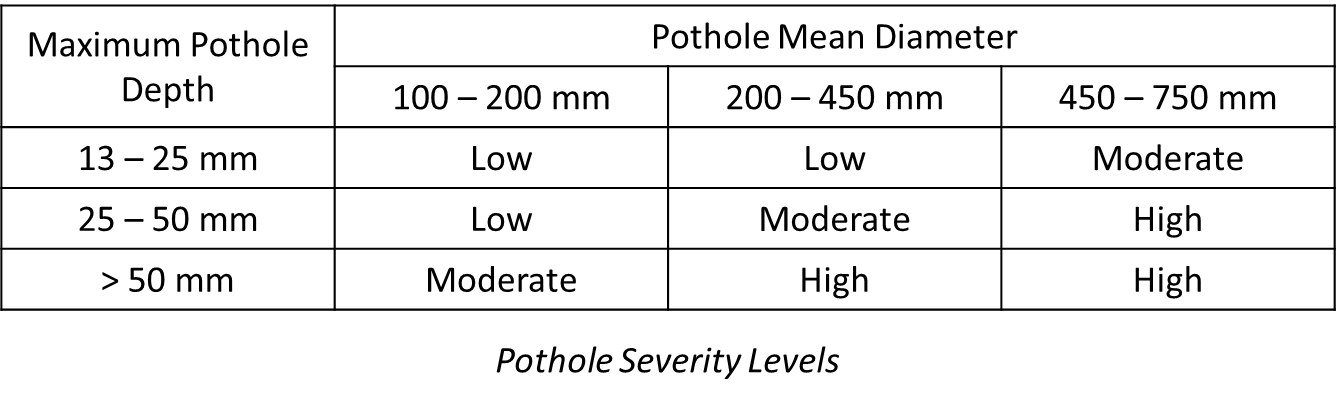 Maximum Pothole
Depth
Pothole Mean Diameter
100 – 200 mm
200 – 450 mm
450 – 750 mm
13 – 25 mm
Low
Low
Moderate
25 – 50 mm
Low
Moderate
High
> 50 mm
Moderate
High
High
Pothole Severity Levels